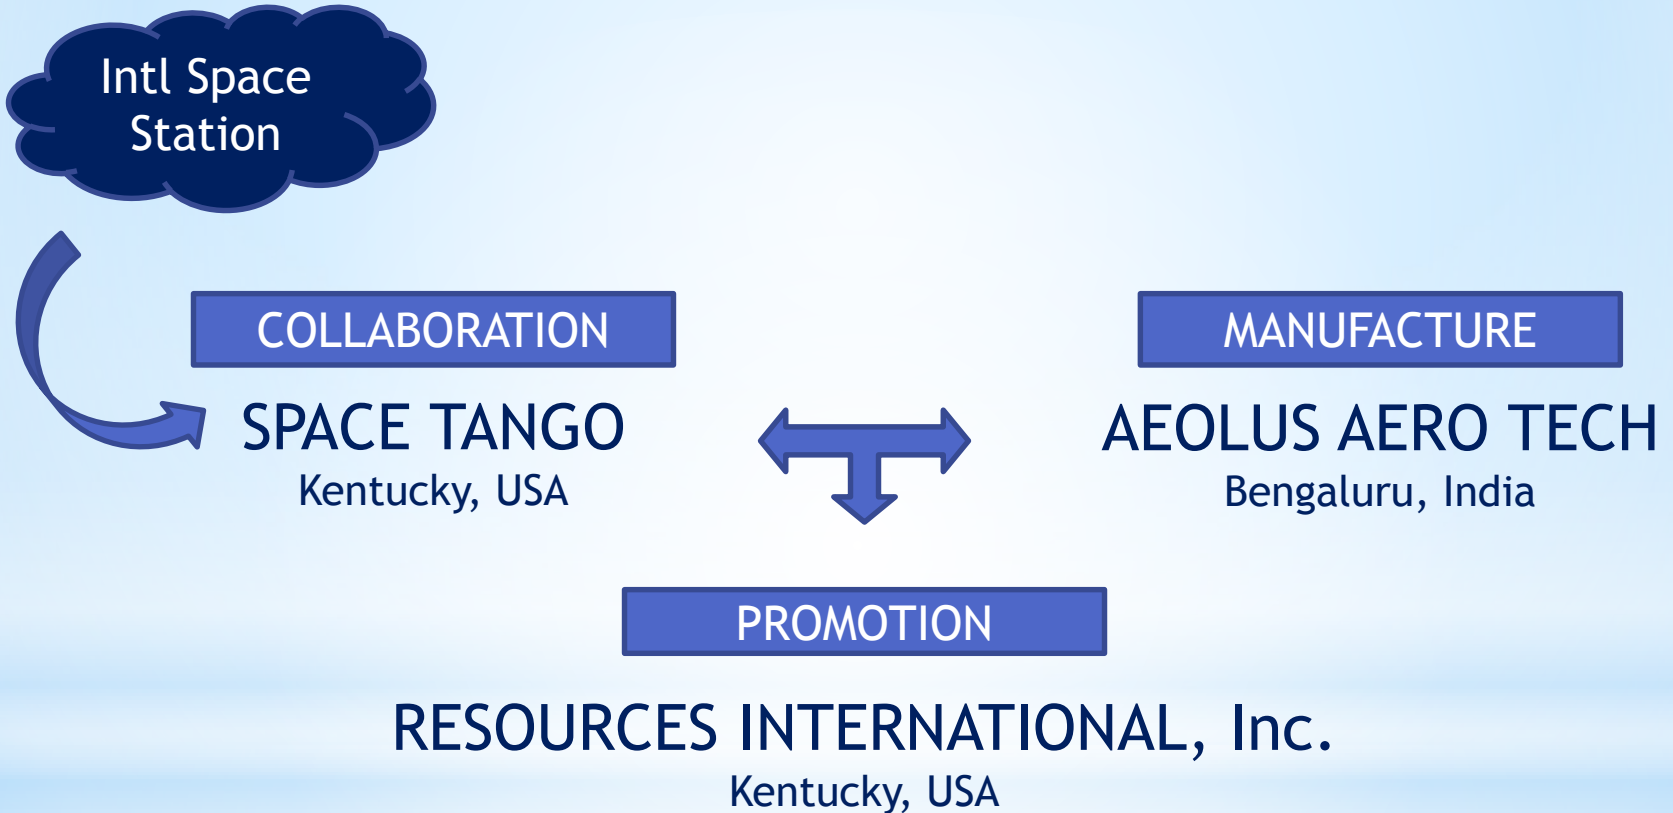 Intl Space
Station
COLLABORATION
SPACE TANGO
Kentucky, USA
MANUFACTURE
AEOLUS AERO TECH
Bengaluru, India
PROMOTION
RESOURCES INTERNATIONAL, Inc.
Kentucky, USA